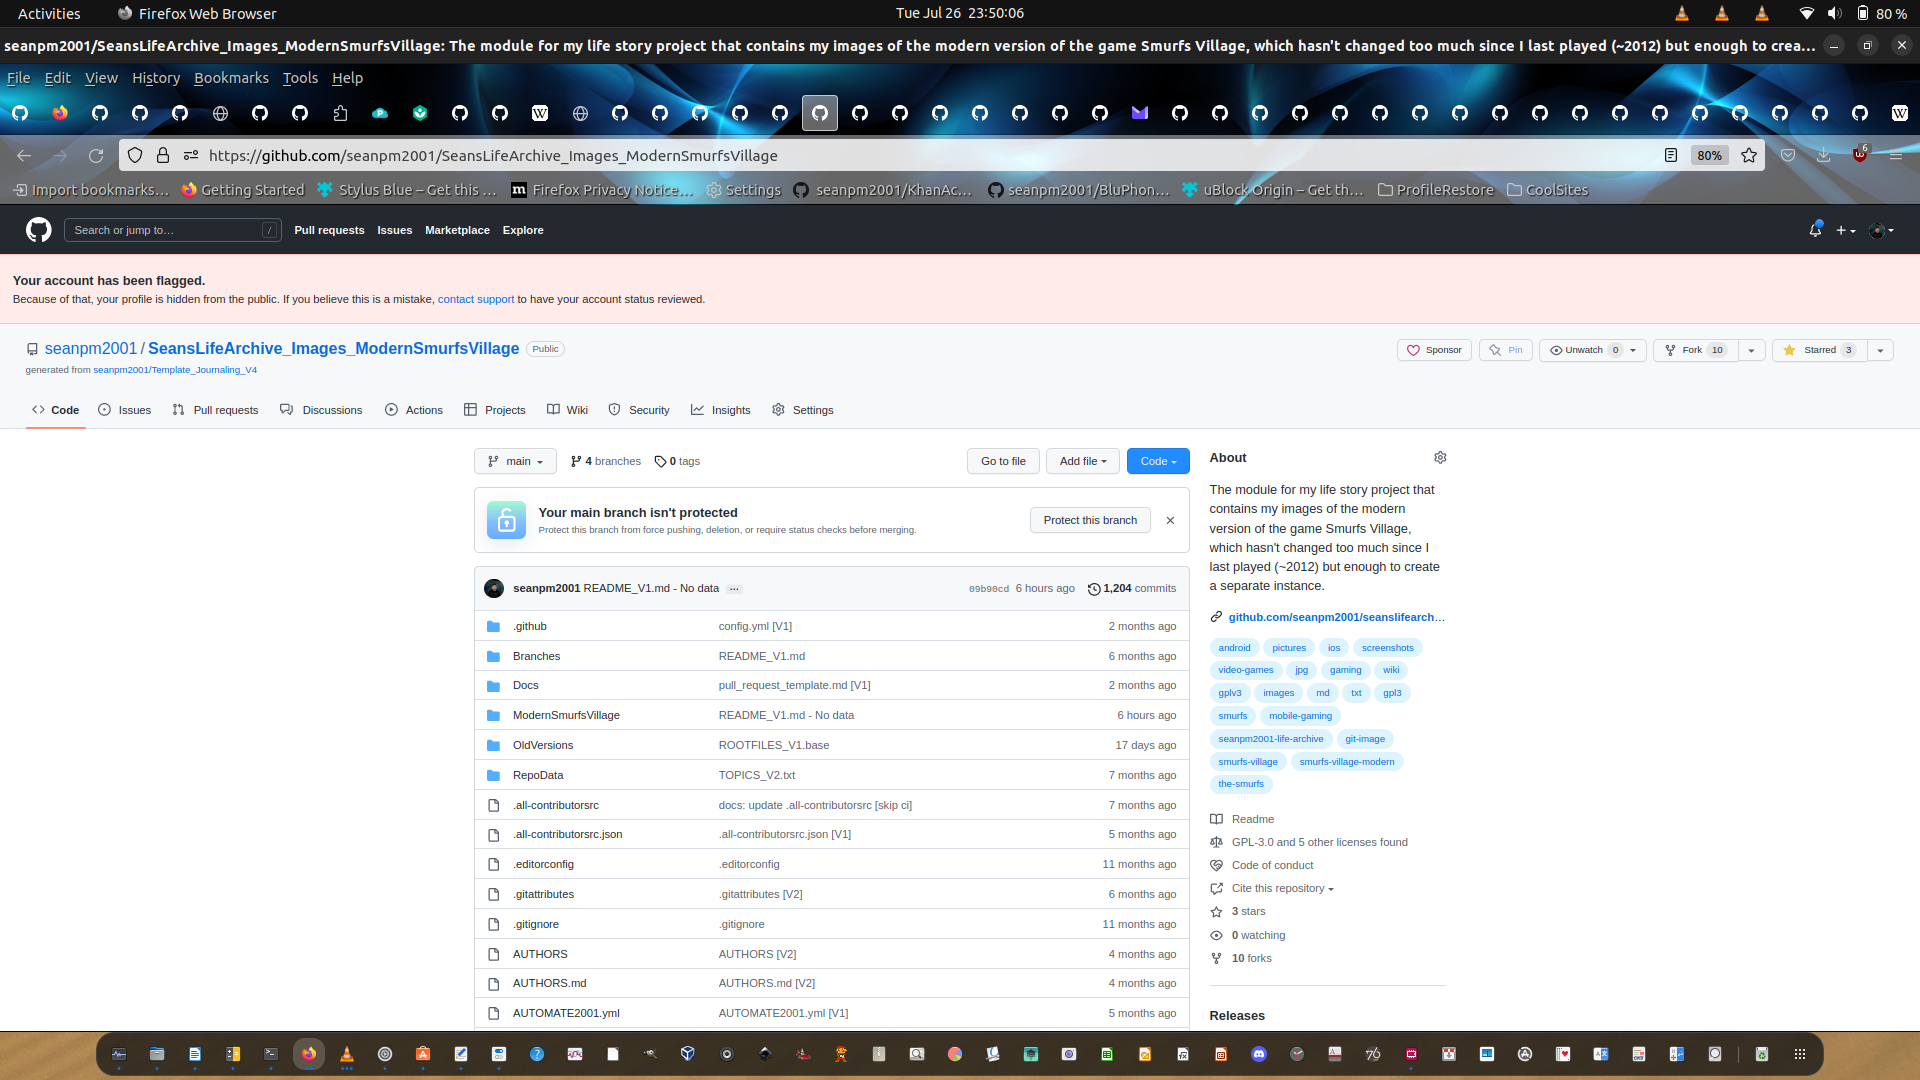 Activities
Firefox Web Browser
Tue Jul 26 23:50:06
80 %
seanpm2001/SeansLifeArchive_Images_ModernSmurfsVillage: The module for my life story project that contains my images of the modern version of the game Smurfs Village, which hasn't changed too much since I last played (~2012) but enough to crea…
File Edit View History Bookmarks Tools Help
https://github.com/seanpm2001/SeansLifeArchive_Images_ModernSmurfsVillage
80%
6
Import bookmarks… Getting Started Stylus Blue – Get this … Firefox Privacy Notice… Settings seanpm2001/KhanAc… seanpm2001/BluPhon… uBlock Origin – Get th… ProfileRestore CoolSites
Search or jump to… /
Pull requests Issues Marketplace Explore
Your account has been flagged.
Because of that, your profile is hidden from the public. If you believe this is a mistake, contact support to have your account status reviewed.
seanpm2001 / SeansLifeArchive_Images_ModernSmurfsVillage Public
Sponsor Pin Unwatch 0 Fork 10 Starred 3
generated from seanpm2001/Template_Journaling_V4
Code Issues Pull requests Discussions Actions Projects Wiki Security Insights Settings
main 4 branches 0 tags
Go to file Add file Code
Your main branch isn't protected
Protect this branch from force pushing, deletion, or require status checks before merging.
Protect this branch
seanpm2001 README_V1.md - No data … 09b90cd 6 hours ago 1,204 commits
.github config.yml [V1] 2 months ago
Branches README_V1.md 6 months ago
Docs pull_request_template.md [V1] 2 months ago
ModernSmurfsVillage README_V1.md - No data 6 hours ago
OldVersions ROOTFILES_V1.base 17 days ago
RepoData TOPICS_V2.txt 7 months ago
.all-contributorsrc docs: update .all-contributorsrc [skip ci] 7 months ago
.all-contributorsrc.json .all-contributorsrc.json [V1] 5 months ago
.editorconfig .editorconfig 11 months ago
.gitattributes .gitattributes [V2] 6 months ago
.gitignore .gitignore 11 months ago
AUTHORS AUTHORS [V2] 4 months ago
AUTHORS.md AUTHORS.md [V2] 4 months ago
AUTOMATE2001.yml AUTOMATE2001.yml [V1] 5 months ago
About
The module for my life story project that
contains my images of the modern
version of the game Smurfs Village,
which hasn't changed too much since I
last played (~2012) but enough to create
a separate instance.
github.com/seanpm2001/seanslifearch…
android pictures ios screenshots
video-games jpg gaming wiki
gplv3 images md txt gpl3
smurfs mobile-gaming
seanpm2001-life-archive git-image
smurfs-village smurfs-village-modern
the-smurfs
Readme
GPL-3.0 and 5 other licenses found
Code of conduct
Cite this repository
3 stars
0 watching
10 forks
Releases